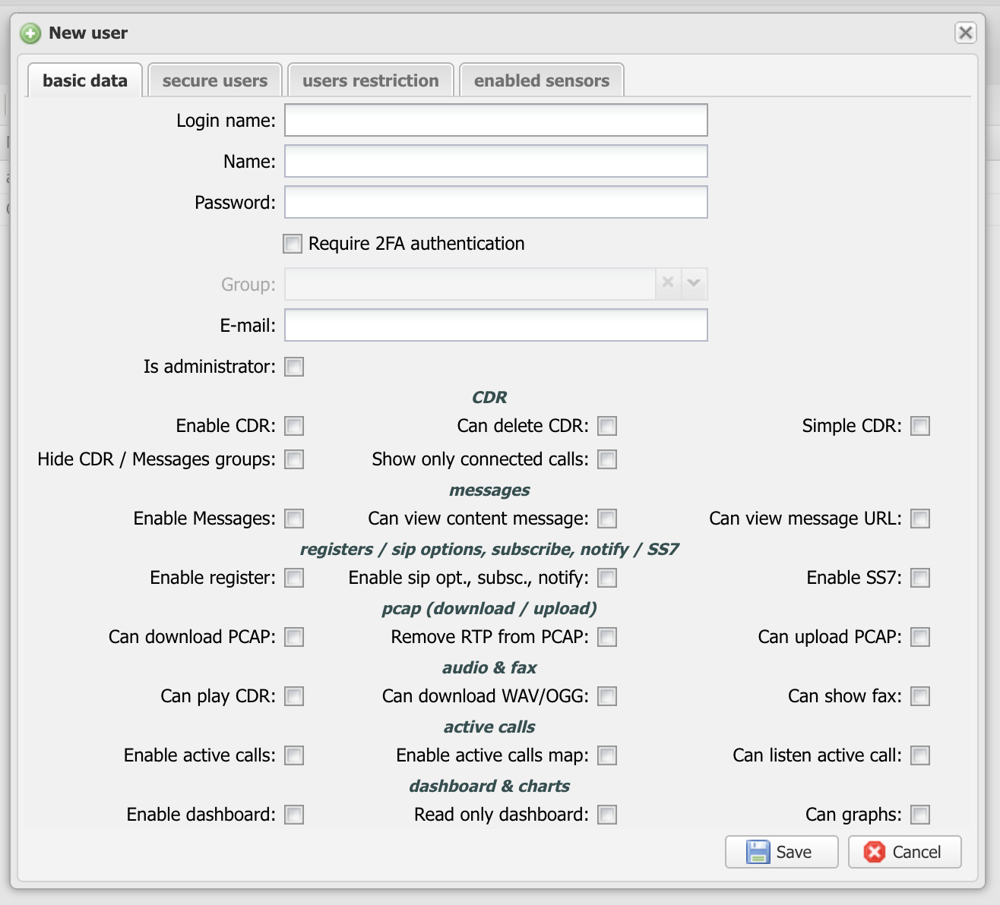 New user
basic data secure users users restriction enabled sensors
Login name:
Name:
Password:
Require 2FA authentication
Group:
E-mail:
Is administrator:
CDR
Enable CDR: Can delete CDR: Simple CDR:
Hide CDR / Messages groups: Show only connected calls:
messages
Enable Messages: Can view content message: Can view message URL:
registers / sip options, subscribe, notify / SS7
Enable register: Enable sip opt., subsc., notify: Enable SS7:
pcap (download / upload)
Can download PCAP: Remove RTP from PCAP: Can upload PCAP:
audio & fax
Can play CDR: Can download WAV/OGG: Can show fax:
active calls
Enable active calls: Enable active calls map: Can listen active call:
dashboard & charts
Enable dashboard: Read only dashboard: Can graphs:
Save Cancel